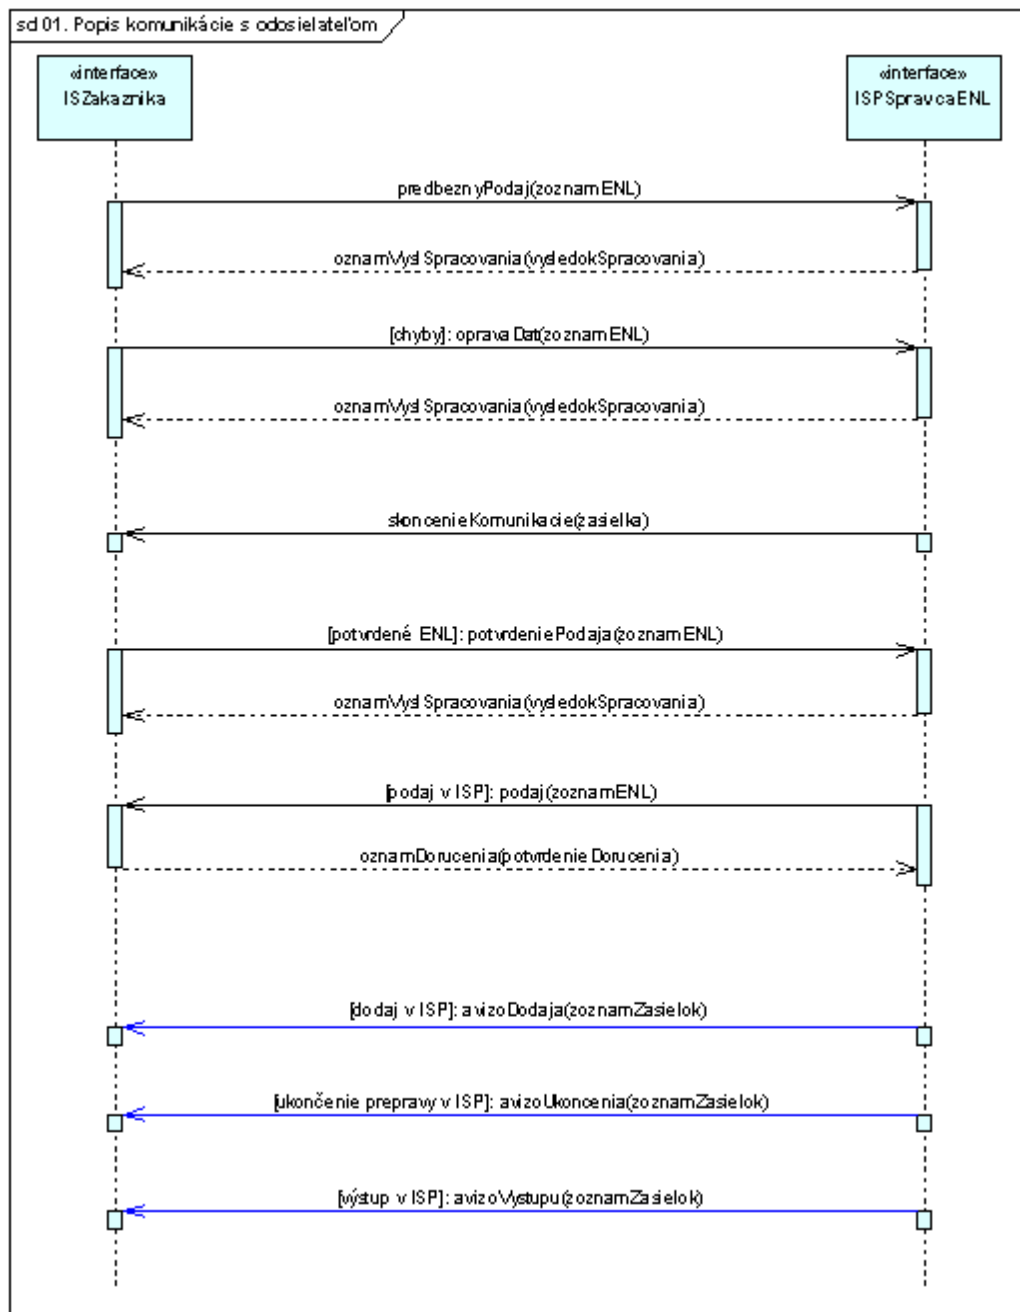 sd 01. Popis komunikácie s odosielateľom
«interface»
ISZakaznika
«interface»
ISPSpravcaENL
predbeznyPodaj(zoznamENL)
oznamVyslSpracovania(vysledokSpracovania)
[chyby]: opravaDat(zoznamENL)
oznamVyslSpracovania(vysledokSpracovania)
skoncenieKomunikacie(zasielka)
[potvrdené ENL]: potvrdeniePodaja(zoznamENL)
oznamVyslSpracovania(vysledokSpracovania)
[podaj v ISP]: podaj(zoznamENL)
oznamDorucenia(potvrdenieDorucenia)
[dodaj v ISP]: avizoDodaja(zoznamZasielok)
[ukončenie prepravy v ISP]: avizoUkoncenia(zoznamZasielok)
[výstup v ISP]: avizoVystupu(zoznamZasielok)